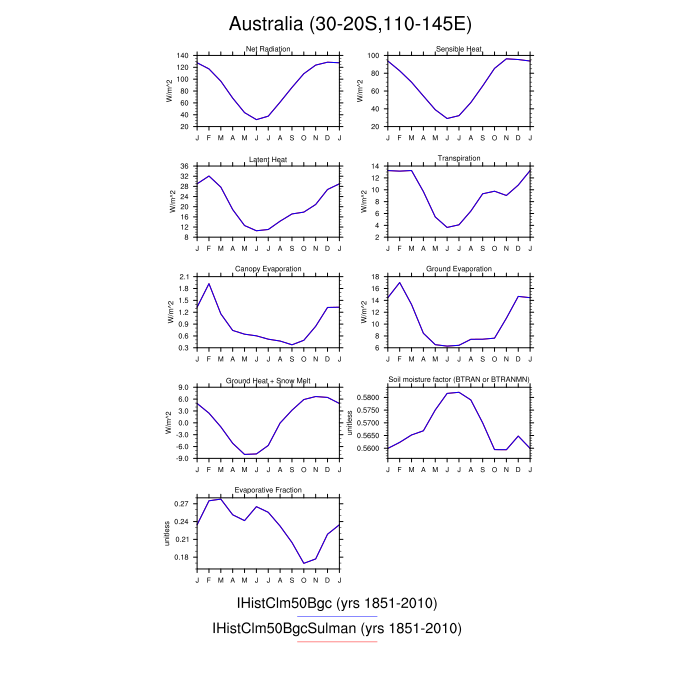 Australia (30-20S,110-145E)
Net Radiation
W/m^2
140
120
100
80
60
40
20
J F M A M J J A S O N D J
Sensible Heat
W/m^2
100
80
60
40
20
J F M A M J J A S O N D J
Latent Heat
W/m^2
36
32
28
24
20
16
12
8
J F M A M J J A S O N D J
Transpiration
W/m^2
14
12
10
8
6
4
2
J F M A M J J A S O N D J
Canopy Evaporation
W/m^2
2.1
1.8
1.5
1.2
0.9
0.6
0.3
J F M A M J J A S O N D J
Ground Evaporation
W/m^2
18
16
14
12
10
8
6
J F M A M J J A S O N D J
Ground Heat + Snow Melt
W/m^2
9.0
6.0
3.0
-0.0
-3.0
-6.0
-9.0
J F M A M J J A S O N D J
Soil moisture factor (BTRAN or BTRANMN)
unitless
0.5800
0.5750
0.5700
0.5650
0.5600
J F M A M J J A S O N D J
Evaporative Fraction
unitless
0.27
0.24
0.21
0.18
J F M A M J J A S O N D J
IHistClm50Bgc (yrs 1851-2010)
IHistClm50BgcSulman (yrs 1851-2010)